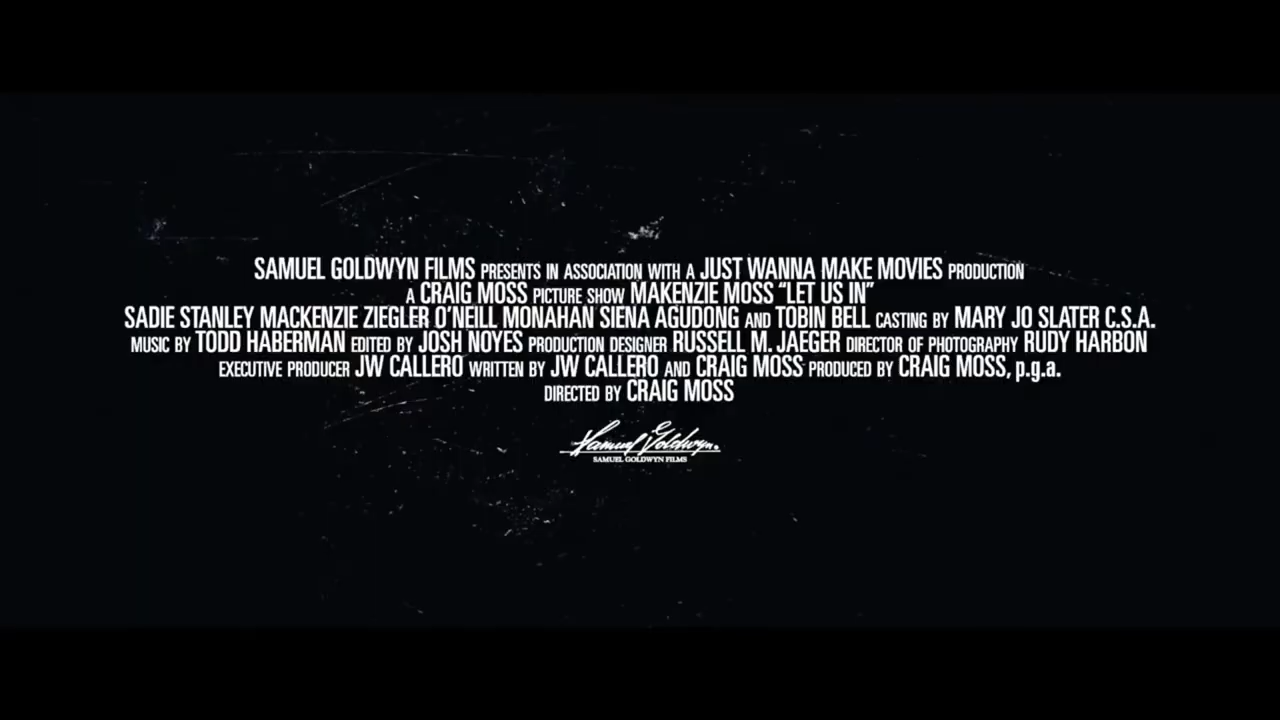 SAMUEL GOLDWYN FILMS PRESENTS IN ASSOCIATION WITH A JUST WANNA MAKE MOVIES PRODUCTION
A CRAIG MOSS PICTURE SHOW MAKENZIE MOSS “LET US IN”
SADIE STANLEY MACKENZIE ZIEGLER O’NEILL MONAHAN SIENA AGUDONG AND TOBIN BELL CASTING BY MARY JO SLATER C.S.A.
MUSIC BY TODD HABERMAN EDITED BY JOSH NOYES PRODUCTION DESIGNER RUSSELL M. JAEGER DIRECTOR OF PHOTOGRAPHY RUDY HARBON
EXECUTIVE PRODUCER JW CALLERO WRITTEN BY JW CALLERO AND CRAIG MOSS PRODUCED BY CRAIG MOSS, p.g.a.
DIRECTED BY CRAIG MOSS
Samuel Goldwyn.
SAMUEL GOLDWYN FILMS